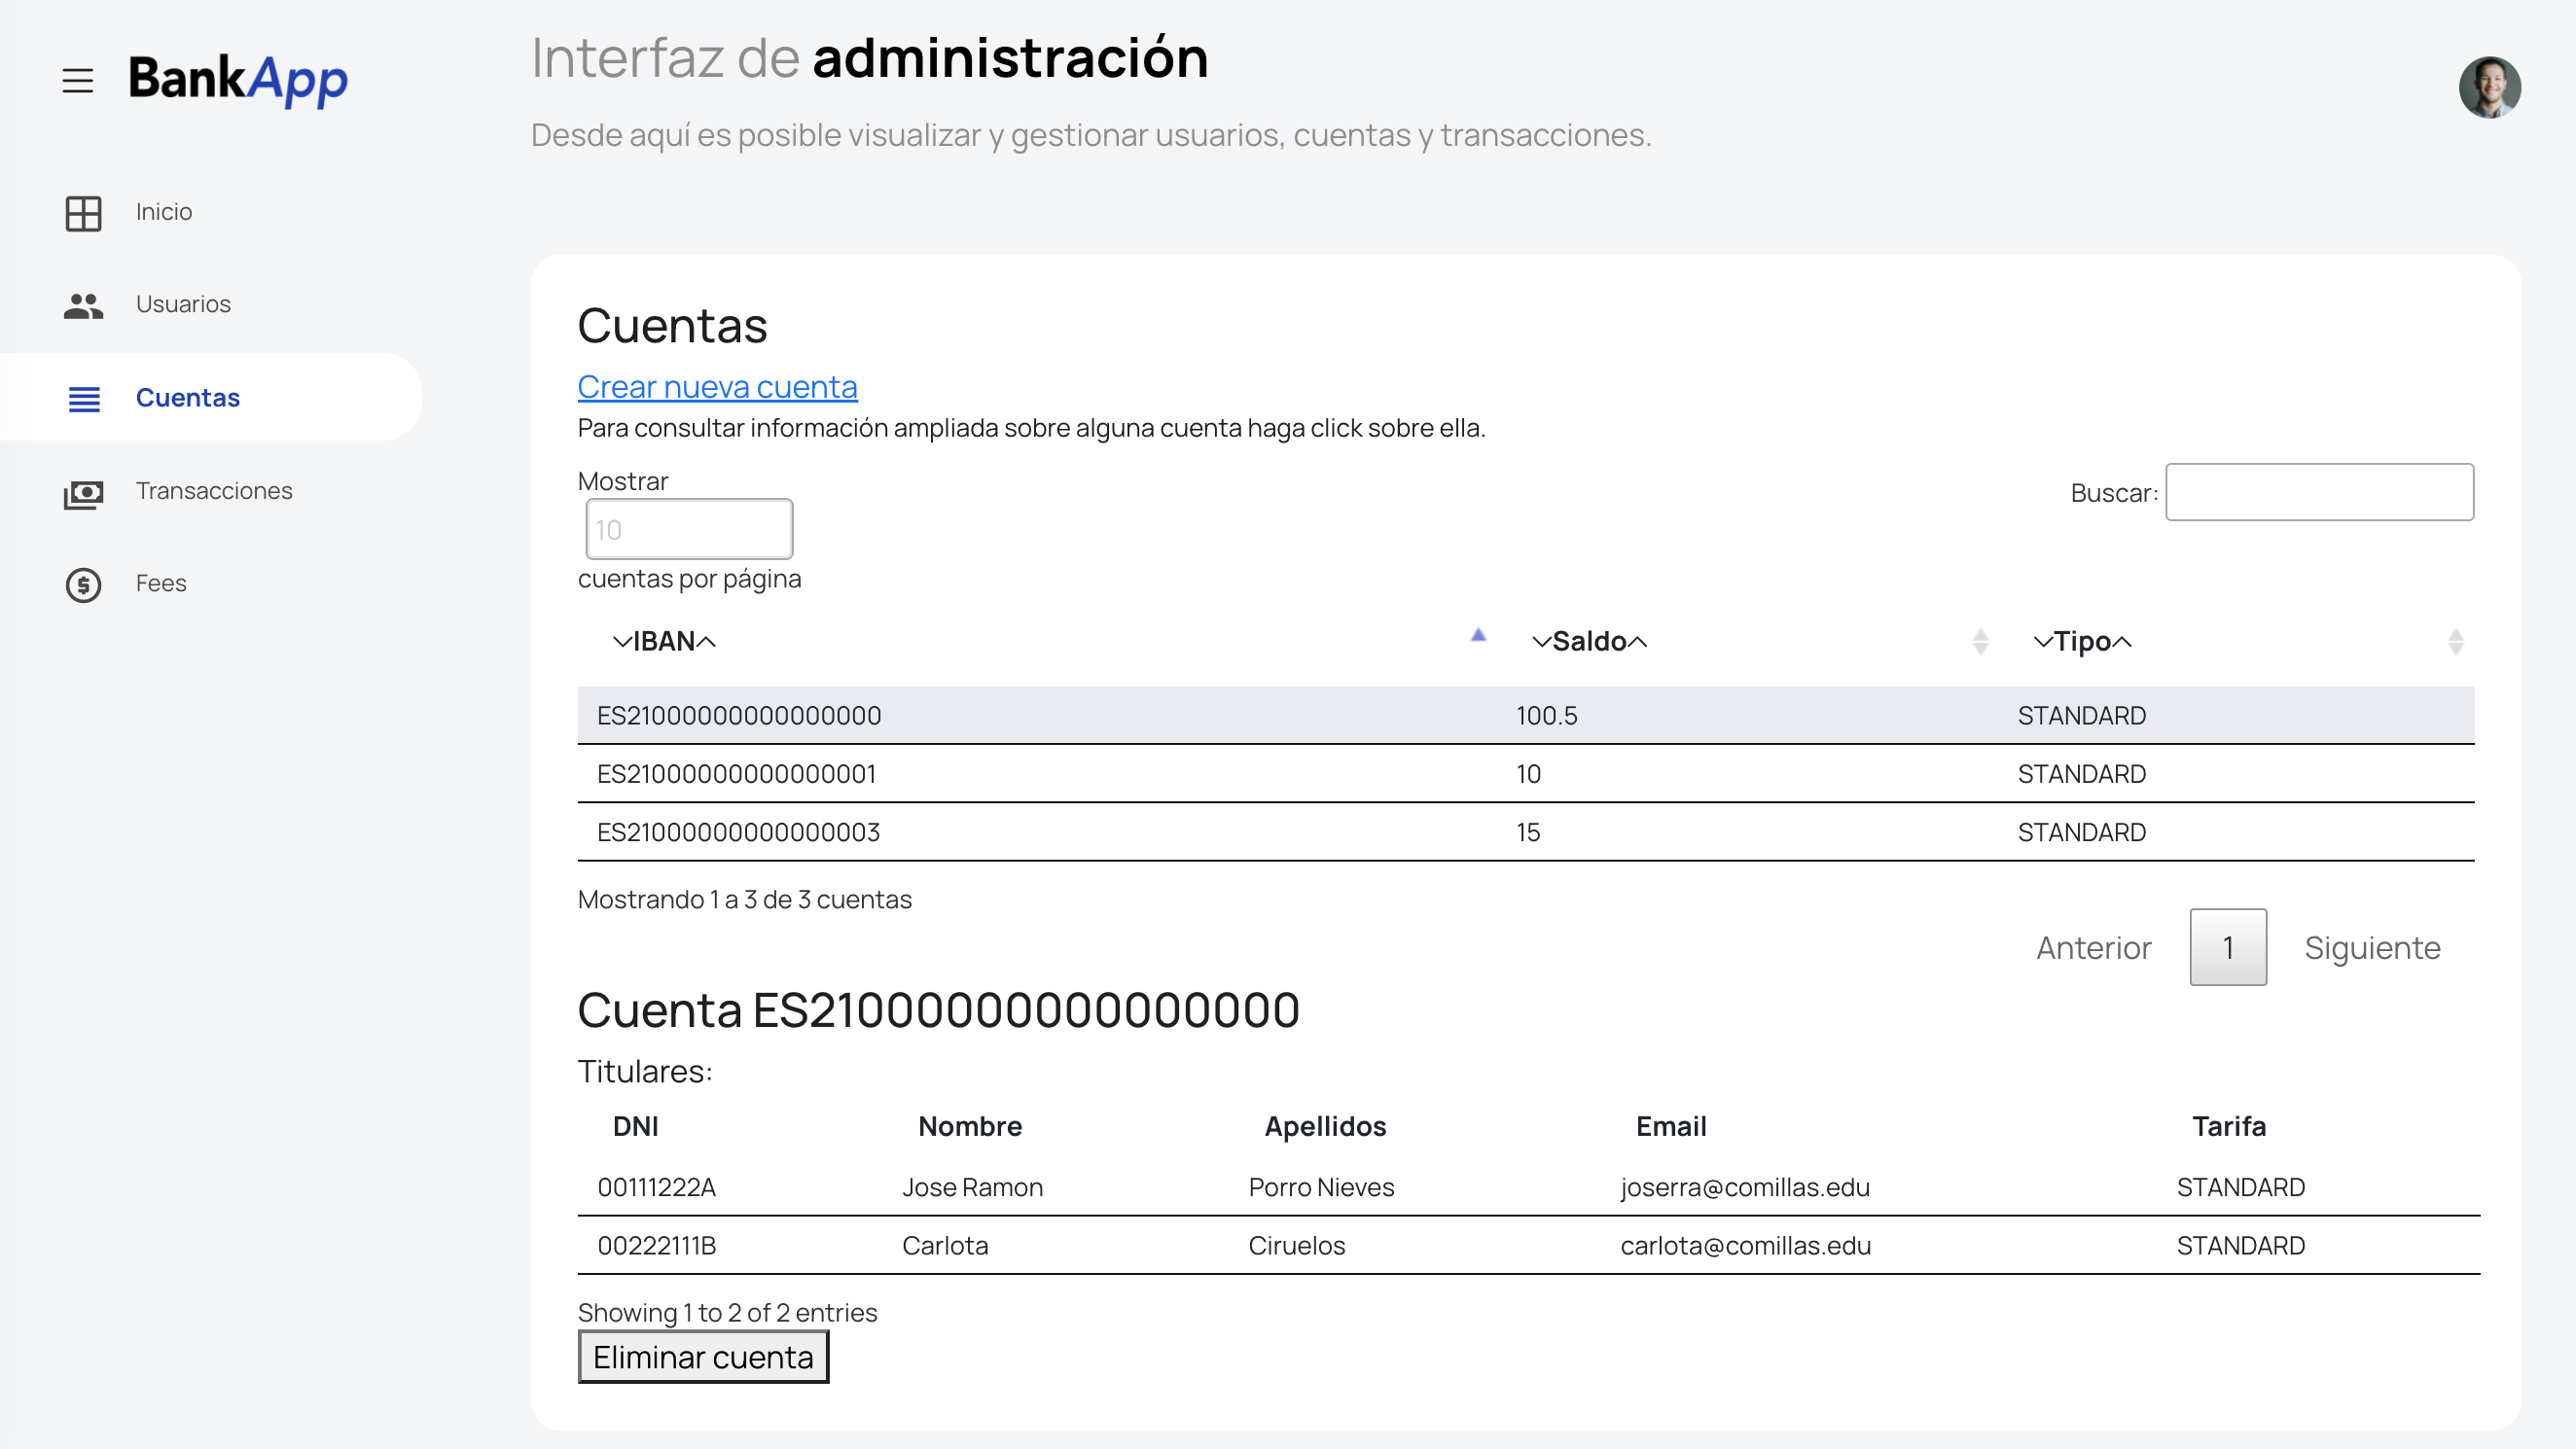 BankApp
Interfaz de administración
Desde aquí es posible visualizar y gestionar usuarios, cuentas y transacciones.
Inicio
Usuarios
Cuentas
Transacciones
Fees
Cuentas
Crear nueva cuenta
Para consultar información ampliada sobre alguna cuenta haga click sobre ella.
Mostrar
10
cuentas por página
Buscar:
IBAN Saldo Tipo
ES21000000000000000 100.5 STANDARD
ES21000000000000001 10 STANDARD
ES21000000000000003 15 STANDARD
Mostrando 1 a 3 de 3 cuentas
Anterior 1 Siguiente
Cuenta ES21000000000000000
Titulares:
DNI Nombre Apellidos Email Tarifa
00111222A Jose Ramon Porro Nieves joserra@comillas.edu STANDARD
00222111B Carlota Ciruelos carlota@comillas.edu STANDARD
Showing 1 to 2 of 2 entries
Eliminar cuenta